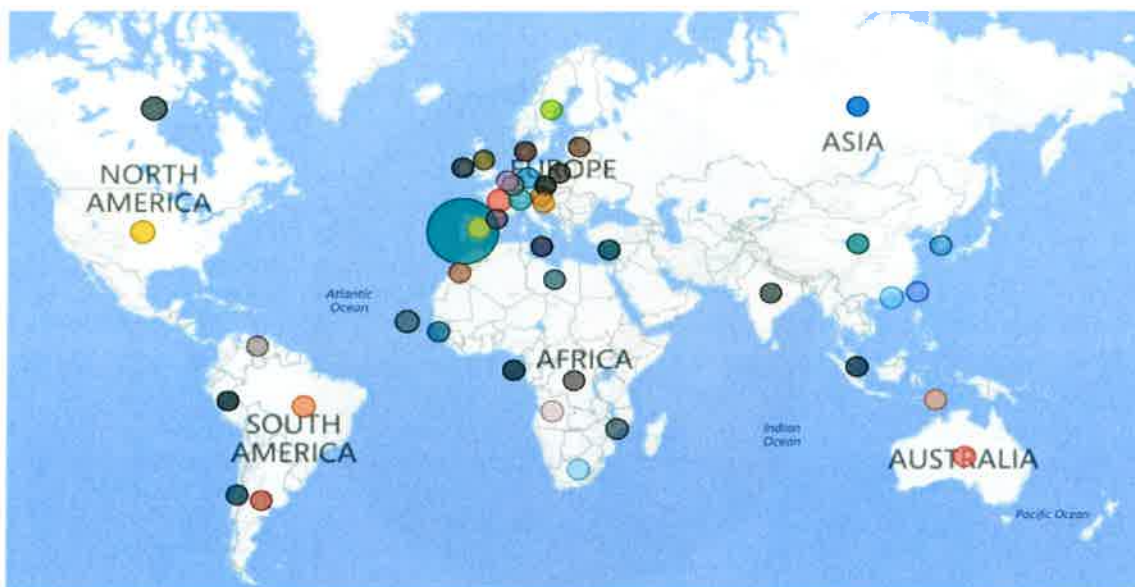 ASIA
NORTH
AMERICA
EUROPE
Atlantic
Ocean
AFRICA
SOUTH
AMERICA
Indian
Ocean
AUSTRALIA
Pacific Ocean